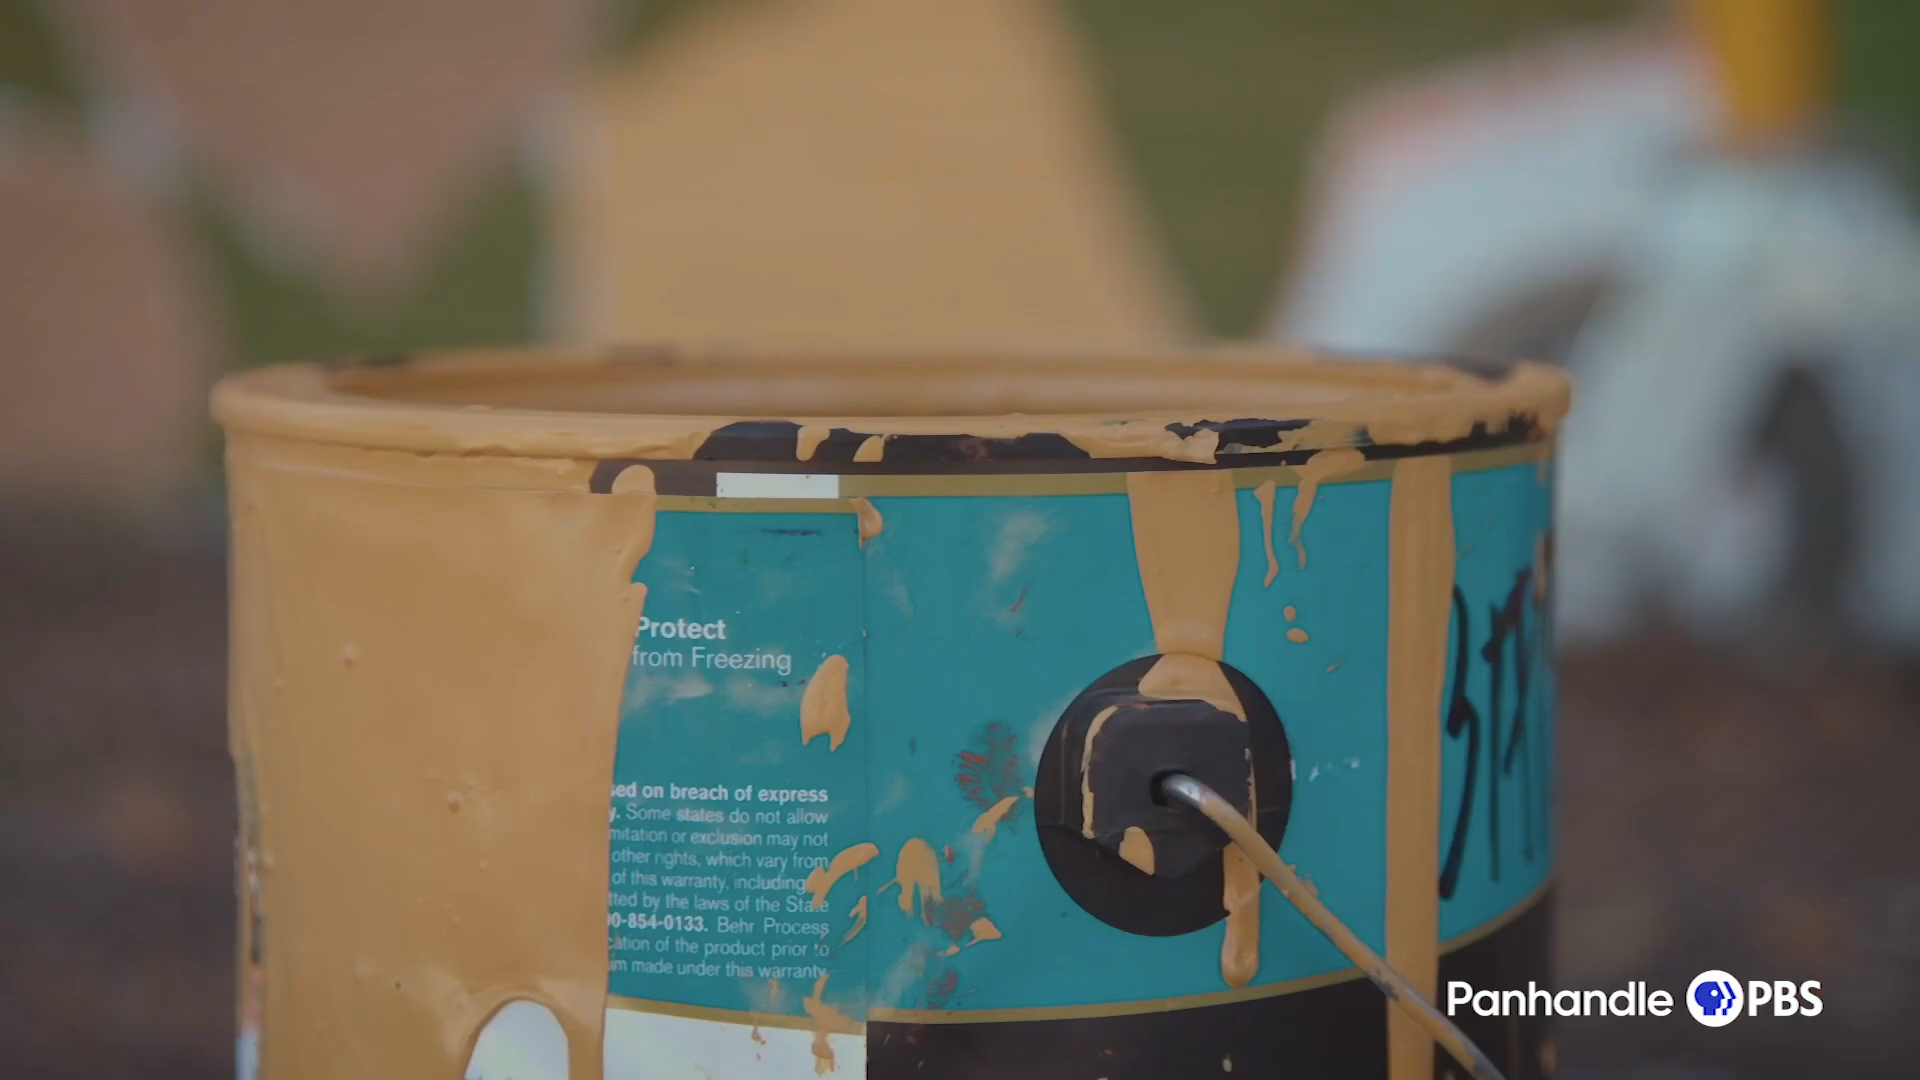 Protect
from Freezing
sed on breach of express
y. Some states do not allow
mitation or exclusion may not
other rights, which vary from
of this warranty, including
tted by the laws of the State
00-854-0133. Behr Process
cation of the product prior to
im made under this warranty
Panhandle PBS